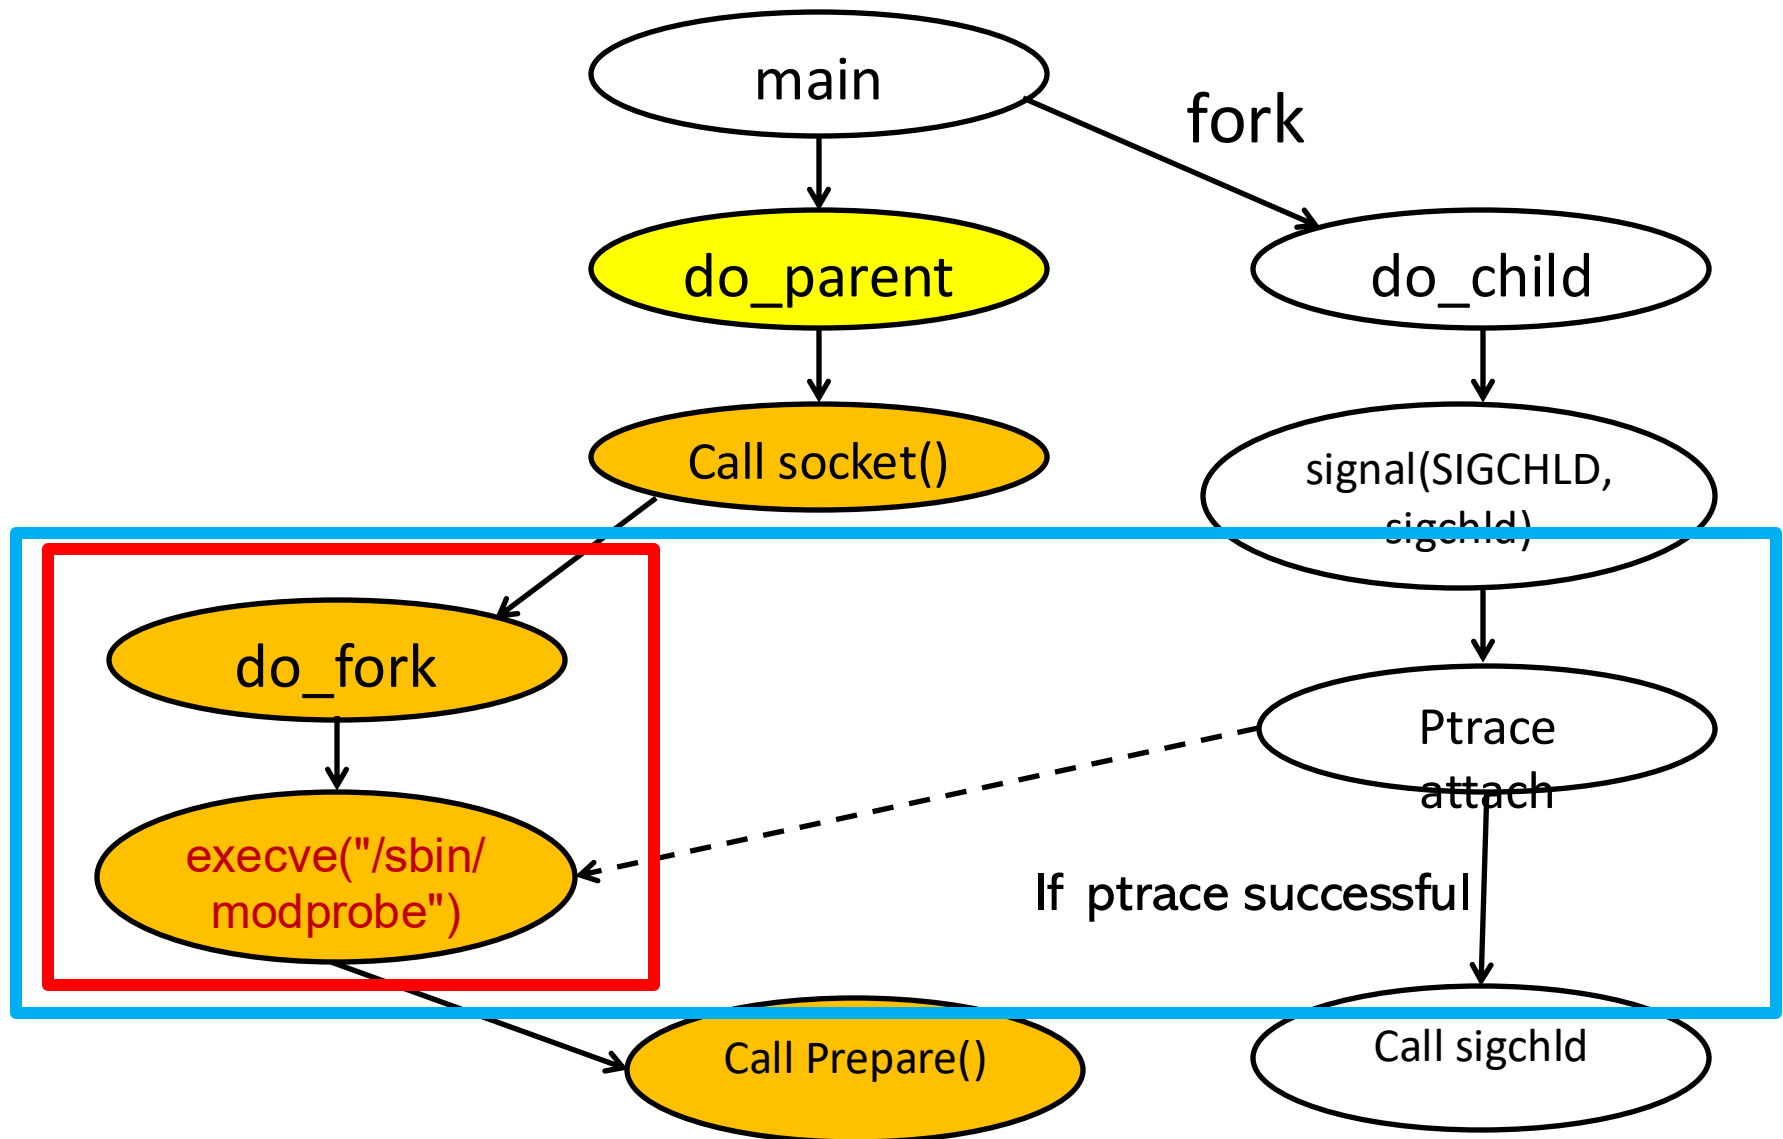 main
fork
do_parent
do_child
Call socket()
signal(SIGCHLD,
sigchld)
do_fork
Ptrace
attach
execve("/sbin/
modprobe")
If ptrace successful
Call Prepare()
Call sigchld